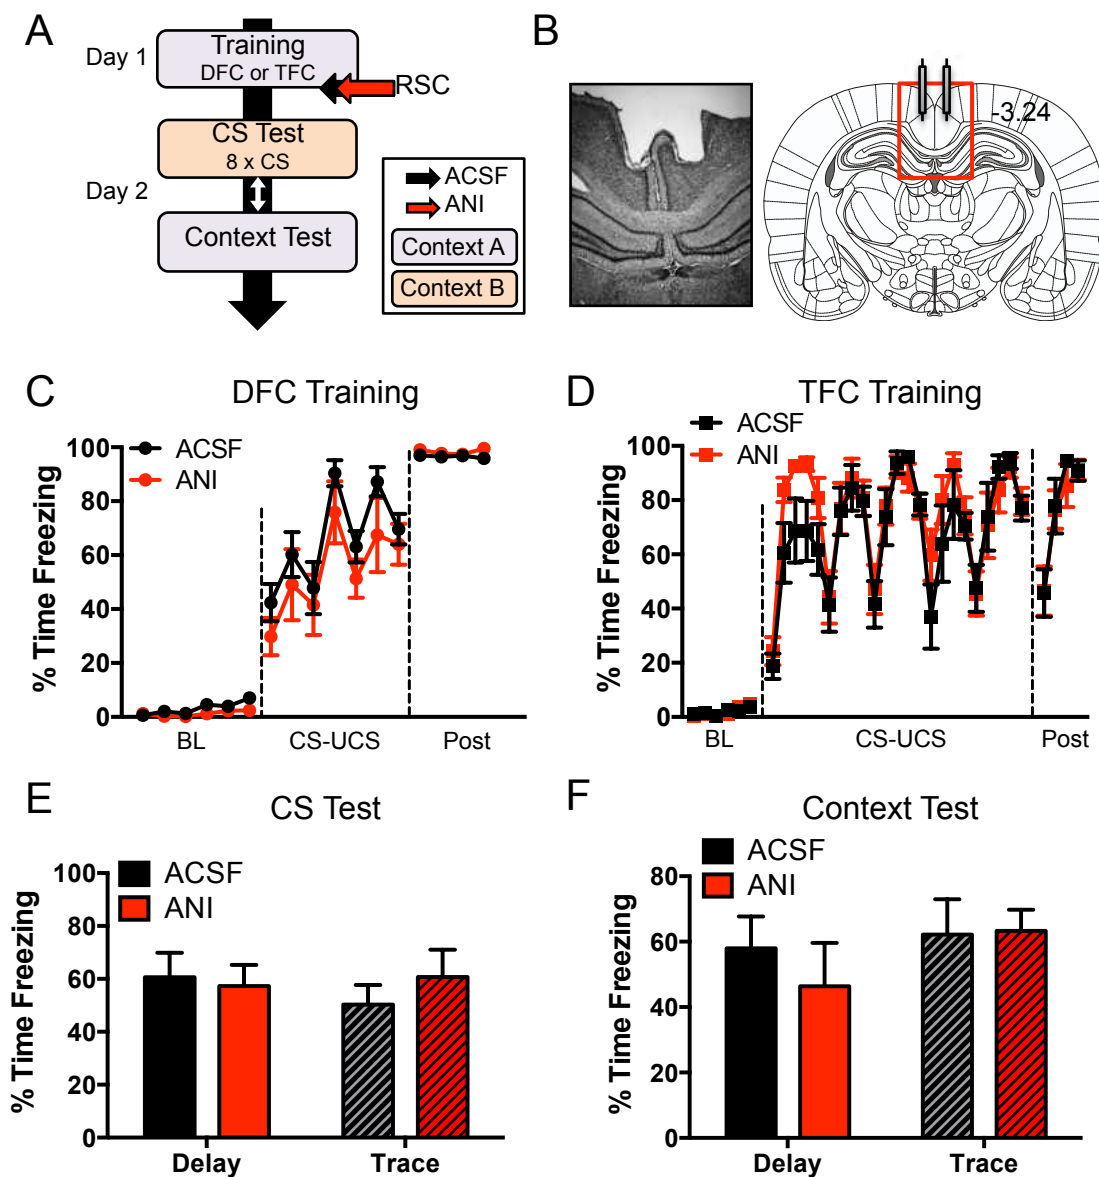 A
Day 1
Training
DFC or TFC
RSC
CS Test
8 x CS
Day 2
Context Test
ACSF
ANI
Context A
Context B
B
-3.24
C
DFC Training
ACSF
ANI
% Time Freezing
100
80
60
40
20
0
BL
CS-UCS
Post
D
TFC Training
ACSF
ANI
% Time Freezing
100
80
60
40
20
0
BL
CS-UCS
Post
E
CS Test
ACSF
ANI
% Time Freezing
100
80
60
40
20
0
Delay
Trace
F
Context Test
ACSF
ANI
% Time Freezing
80
60
40
20
0
Delay
Trace